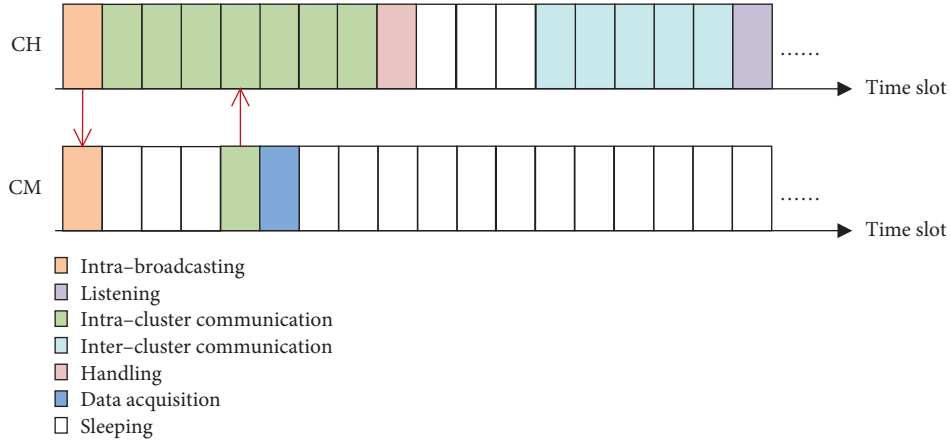 CH
......
Time slot
CM
......
Time slot
Intra–broadcasting
Listening
Intra–cluster communication
Inter–cluster communication
Handling
Data acquisition
Sleeping